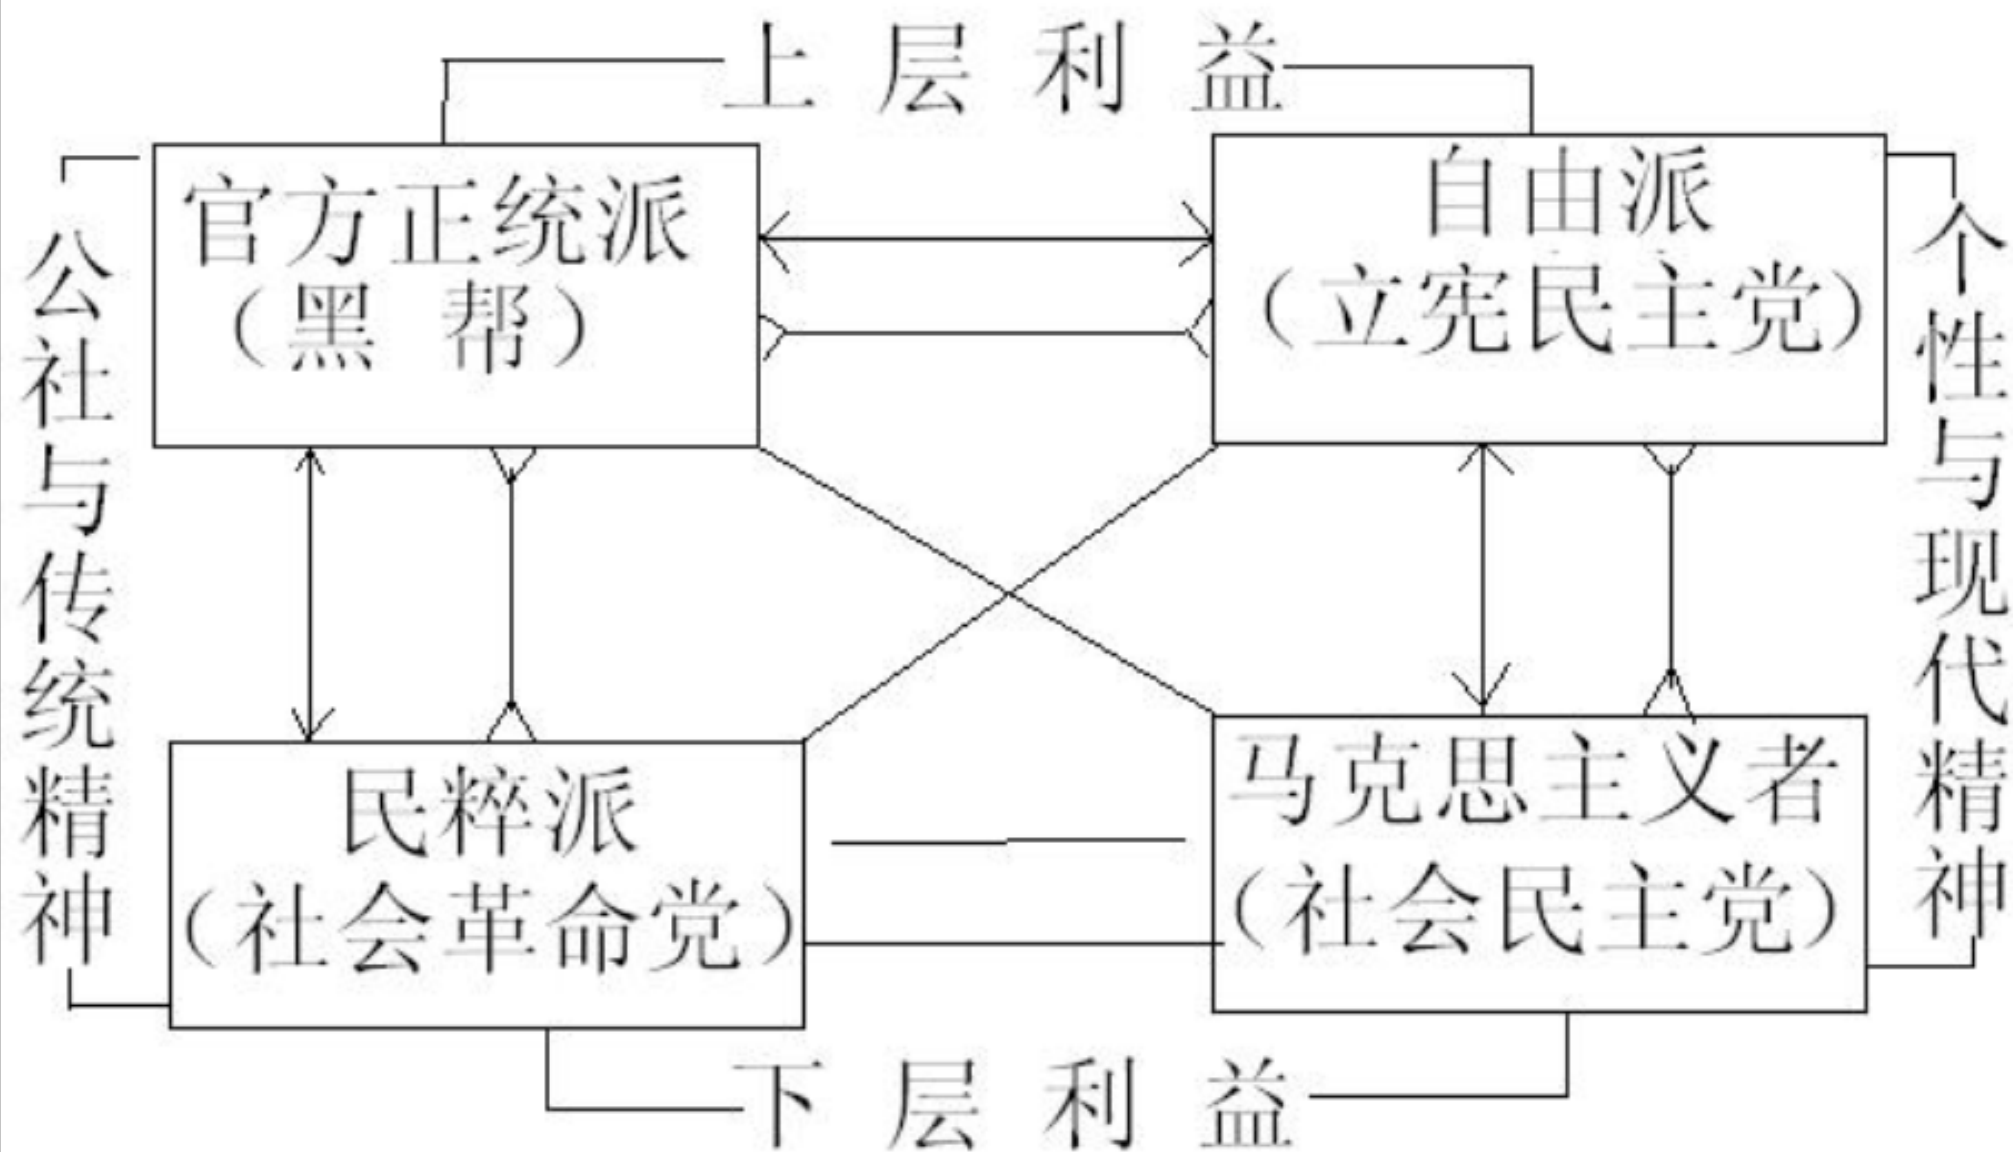 上层利益
官方正统派
（黑 帮）
自由派
（立宪民主党）
公社与传统精神
个性与现代精神
民粹派
（社会革命党）
马克思主义者
（社会民主党）
下层利益